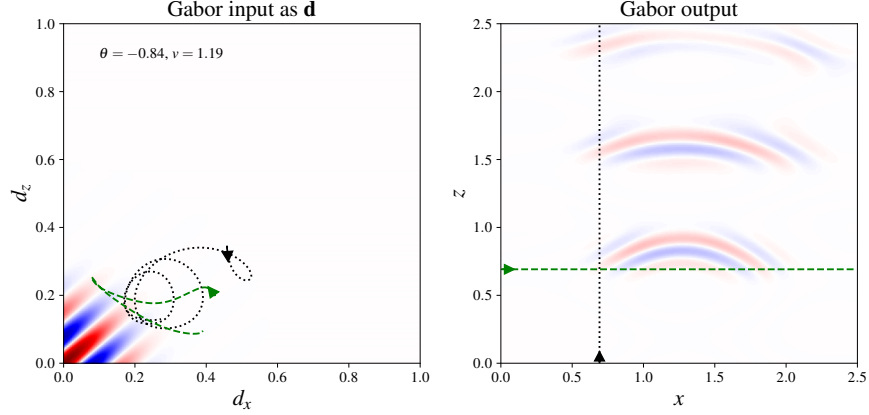 Gabor input as d
θ = −0.84, v = 1.19
1.0
0.8
0.6
0.4
0.2
0.0
d_z
0.0 0.2 0.4 0.6 0.8 1.0
d_x
Gabor output
2.5
2.0
1.5
1.0
0.5
0.0
z
0.0 0.5 1.0 1.5 2.0 2.5
x